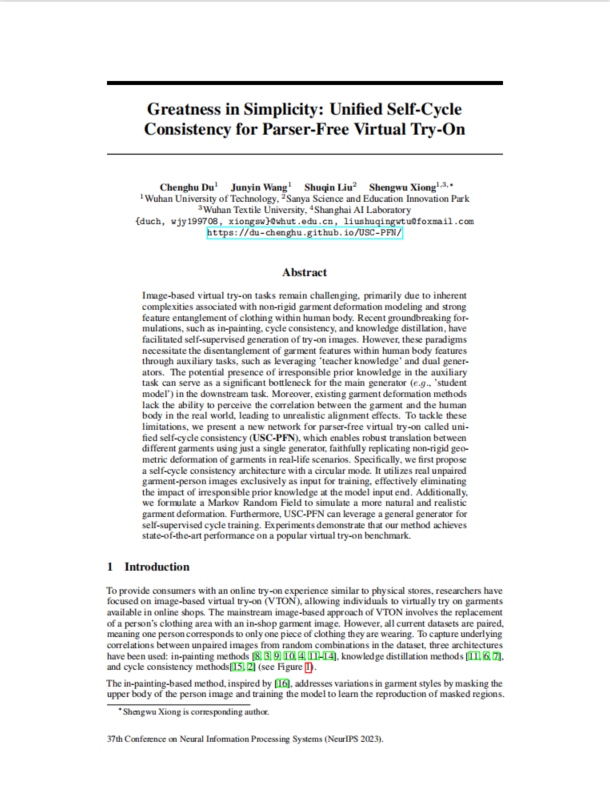 Greatness in Simplicity: Unified Self-Cycle
Consistency for Parser-Free Virtual Try-On
Chenghu Du1 Junyin Wang1 Shuqin Liu2 Shengwu Xiong1,3,*
1Wuhan University of Technology, 2Sanya Science and Education Innovation Park
3Wuhan Textile University, 4Shanghai AI Laboratory
{duch, wjy199708, xiongsw}@whut.edu.cn, liushuqingwtu@foxmail.com
https://du-chenghu.github.io/USC-PFN/
Abstract
Image-based virtual try-on tasks remain challenging, primarily due to inherent
complexities associated with non-rigid garment deformation modeling and strong
feature entanglement of clothing within human body. Recent groundbreaking for-
mulations, such as in-painting, cycle consistency, and knowledge distillation, have
facilitated self-supervised generation of try-on images. However, these paradigms
necessitate the disentanglement of garment features within human body features
through auxiliary tasks, such as leveraging 'teacher knowledge' and dual gener-
ators. The potential presence of irresponsible prior knowledge in the auxiliary
task can serve as a significant bottleneck for the main generator (e.g., 'student
model') in the downstream task. Moreover, existing garment deformation methods
lack the ability to perceive the correlation between the garment and the human
body in the real world, leading to unrealistic alignment effects. To tackle these
limitations, we present a new network for parser-free virtual try-on called uni-
fied self-cycle consistency (USC-PFN), which enables robust translation between
different garments using just a single generator, faithfully replicating non-rigid geo-
metric deformation of garments in real-life scenarios. Specifically, we first propose
a self-cycle consistency architecture with a circular mode. It utilizes real unpaired
garment-person images exclusively as input for training, effectively eliminating
the impact of irresponsible prior knowledge at the model input end. Additionally,
we formulate a Markov Random Field to simulate a more natural and realistic
garment deformation. Furthermore, USC-PFN can leverage a general generator for
self-supervised cycle training. Experiments demonstrate that our method achieves
state-of-the-art performance on a popular virtual try-on benchmark.
1 Introduction
To provide consumers with an online try-on experience similar to physical stores, researchers have
focused on image-based virtual try-on (VTON), allowing individuals to virtually try on garments
available in online shops. The mainstream image-based approach of VTON involves the replacement
of a person's clothing area with an in-shop garment image. However, all current datasets are paired,
meaning one person corresponds to only one piece of clothing they are wearing. To capture underlying
correlations between unpaired images from random combinations in the dataset, three architectures
have been used: in-painting methods [8, 3, 9, 10, 4, 11–14], knowledge distillation methods [11, 6, 7],
and cycle consistency methods[15, 2] (see Figure 1).
The in-painting-based method, inspired by [16], addresses variations in garment styles by masking the
upper body of the person image and training the model to learn the reproduction of masked regions.
*Shengwu Xiong is corresponding author.
37th Conference on Neural Information Processing Systems (NeurIPS 2023).